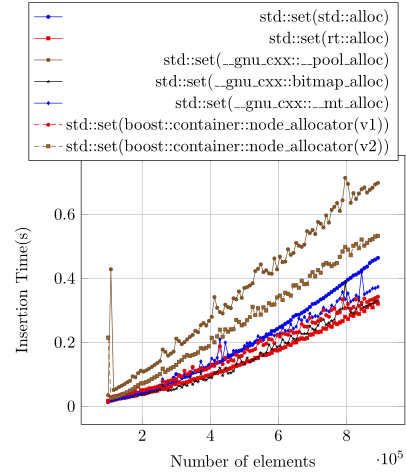 std::set(std::alloc)
std::set(rt::alloc)
std::set(__gnu_cxx::__pool_alloc)
std::set(__gnu_cxx::bitmap_alloc)
std::set(__gnu_cxx::__mt_alloc)
std::set(boost::container::node_allocator(v1))
std::set(boost::container::node_allocator(v2))
0.6
0.4
0.2
0
Insertion Time(s)
2 4 6 8
·10⁵
Number of elements